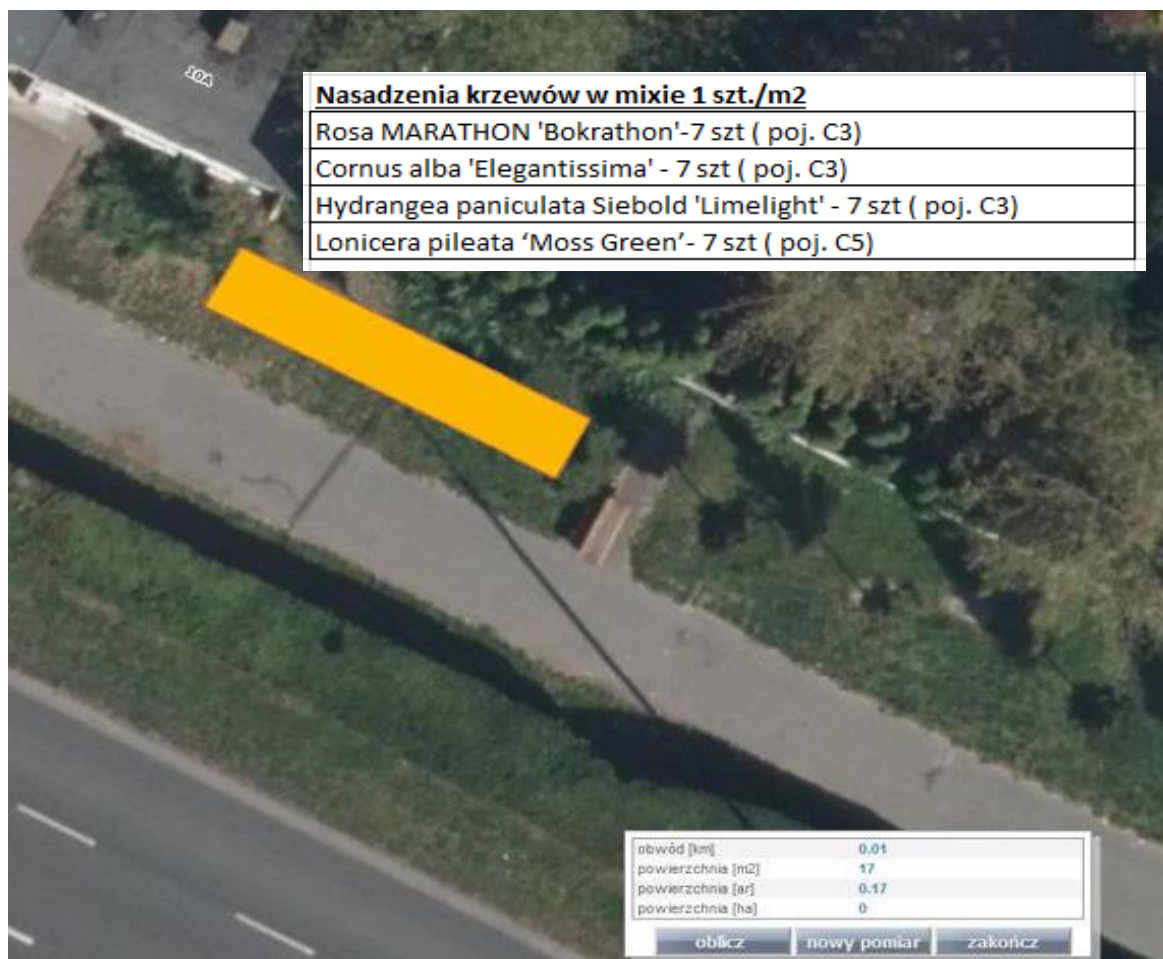 10A
Nasadzenia krzewów w mixie 1 szt./m2
Rosa MARATHON 'Bokrathon'-7 szt ( poj. C3)
Cornus alba 'Elegantissima' - 7 szt ( poj. C3)
Hydrangea paniculata Siebold 'Limelight' - 7 szt ( poj. C3)
Lonicera pileata ‘Moss Green’- 7 szt ( poj. C5)
obwód [km] 0.01
powierzchnia [m2] 17
powierzchnia [ar] 0.17
powierzchnia [ha] 0
oblicz nowy pomiar zakończ